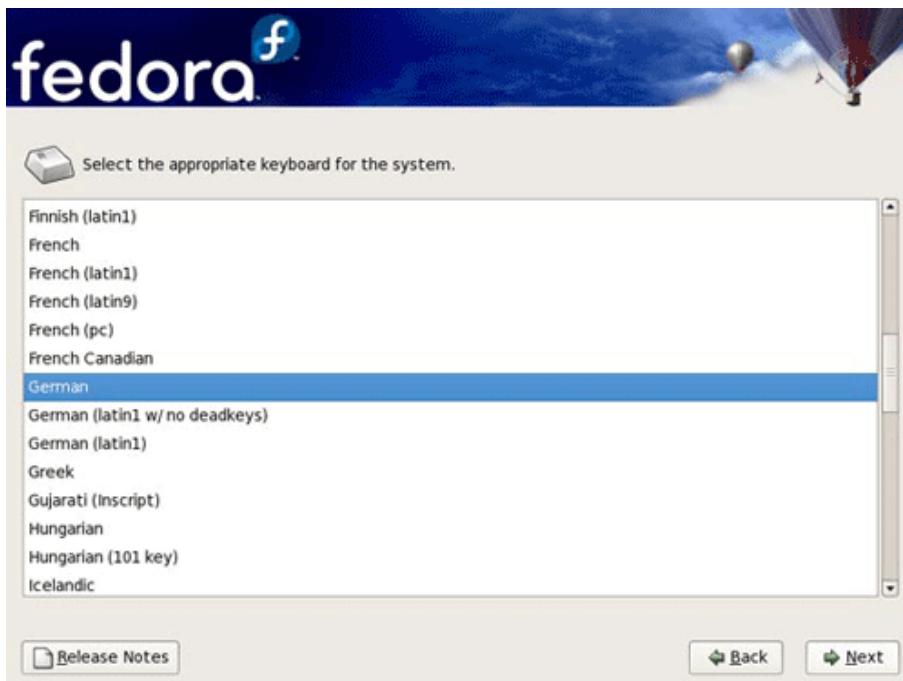 fedora
Select the appropriate keyboard for the system.
Finnish (latin1)
French
French (latin1)
French (latin9)
French (pc)
French Canadian
German
German (latin1 w/ no deadkeys)
German (latin1)
Greek
Gujarati (Inscript)
Hungarian
Hungarian (101 key)
Icelandic
Release Notes
Back
Next